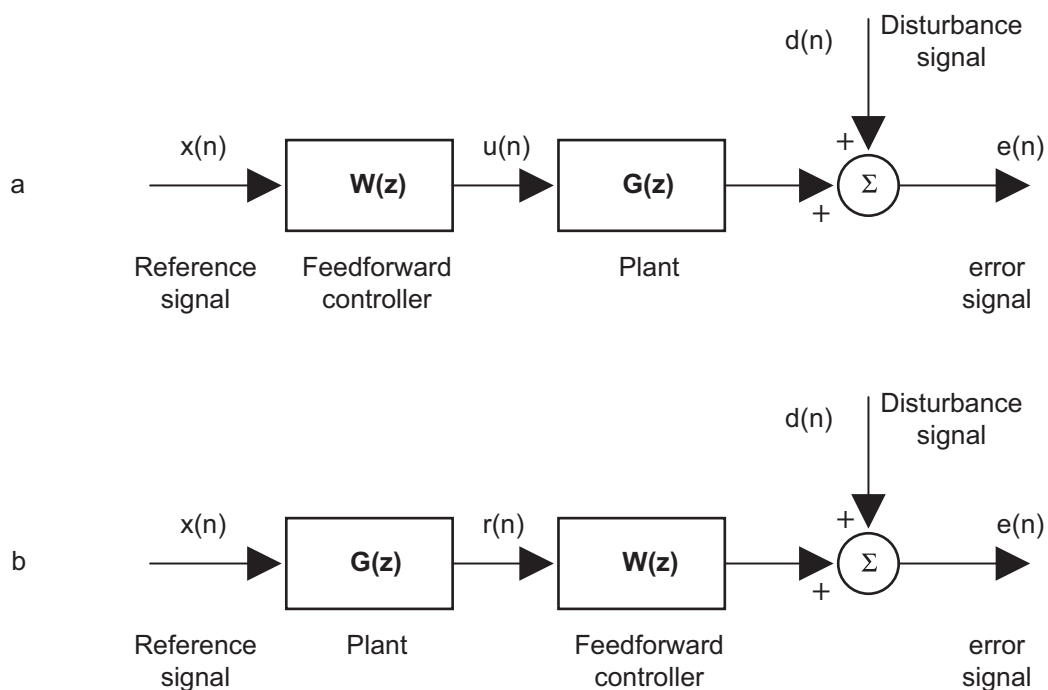 Disturbance
signal
d(n)
x(n)
u(n)
e(n)
+
a
W(z)
G(z)
Σ
+
Reference
signal
Feedforward
controller
Plant
error
signal
Disturbance
signal
d(n)
x(n)
r(n)
e(n)
+
b
G(z)
W(z)
Σ
+
Reference
signal
Plant
Feedforward
controller
error
signal